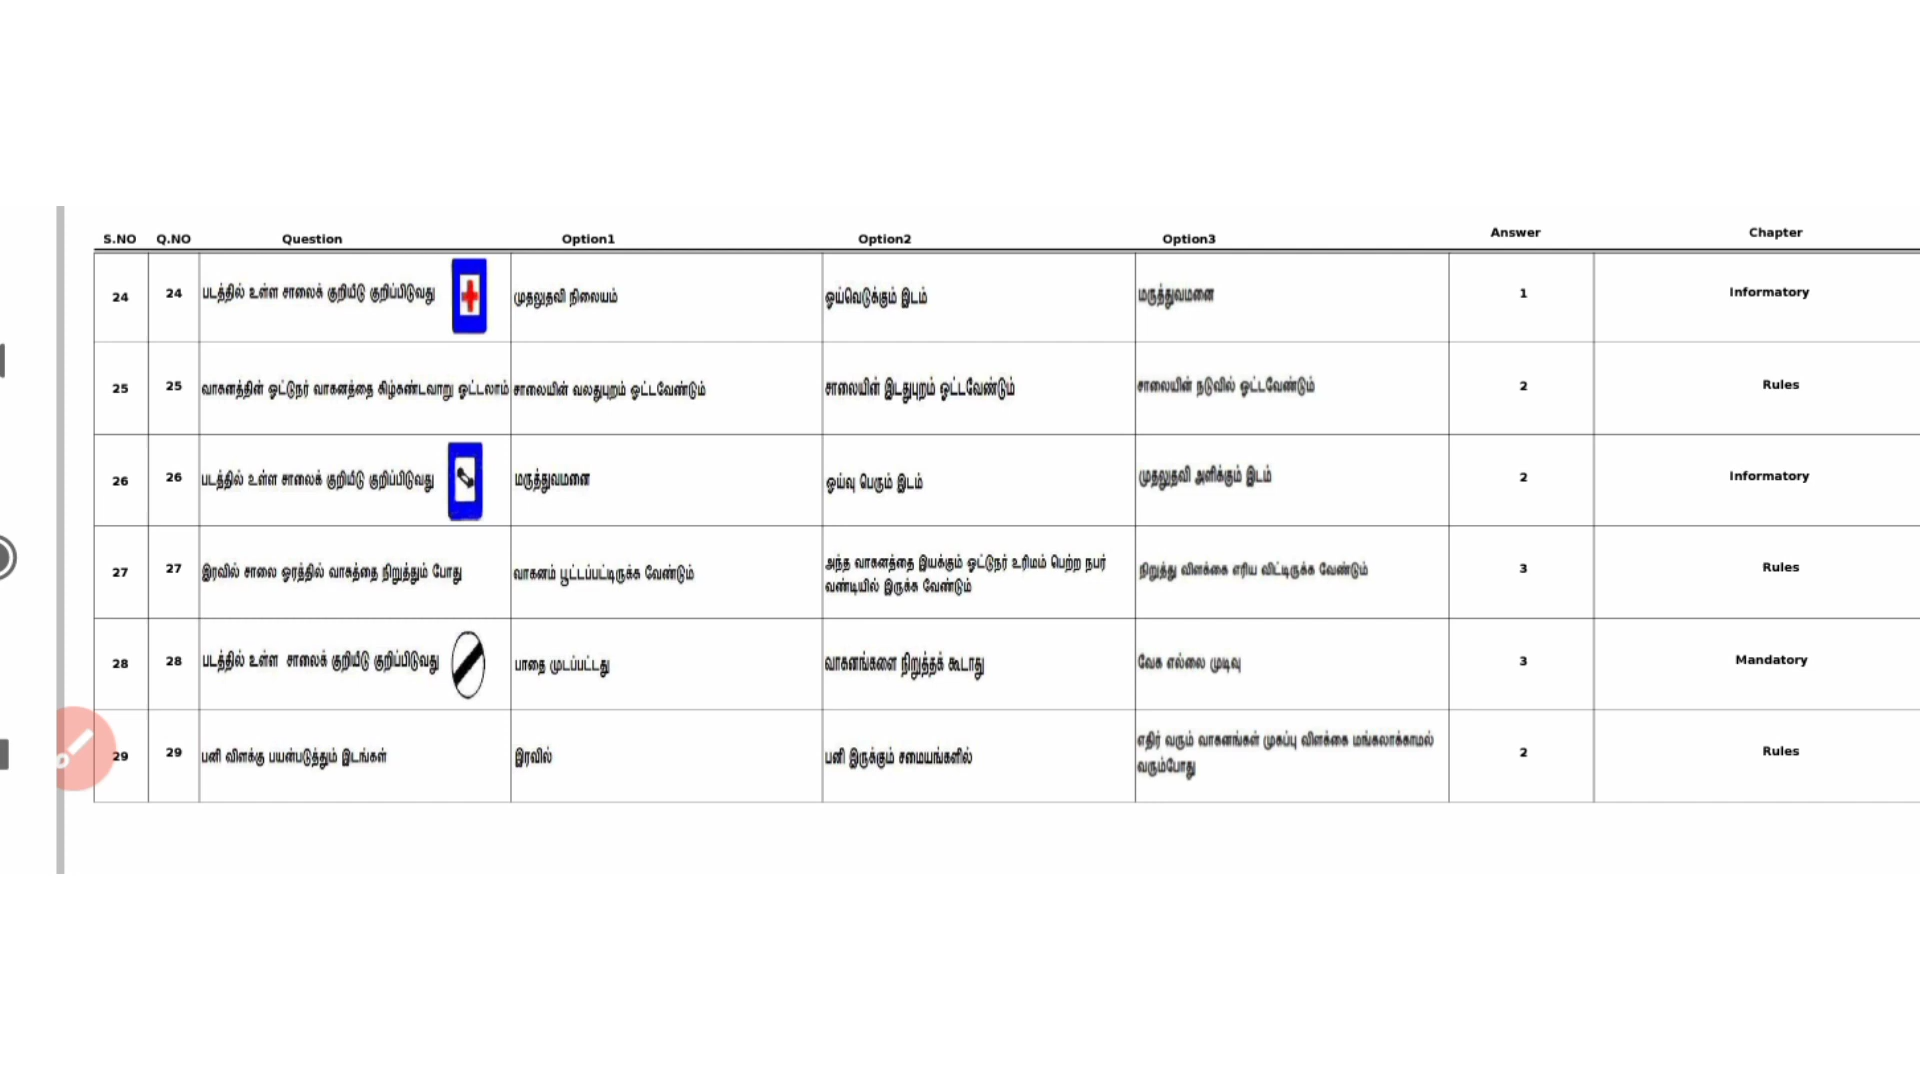 S.NO Q.NO Question Option1 Option2 Option3 Answer Chapter
24 24 படத்தில் உள்ள சாலைக் குறியீடு குறிப்பிடுவது முதலுதவி நிலையம் ஓய்வெடுக்கும் இடம் மருத்துவமனை 1 Informatory
25 25 வாகனத்தின் ஓட்டுநர் வாகனத்தை கிழ்கண்டவாறு ஓட்டலாம் சாலையின் வலதுபுறம் ஓட்டவேண்டும் சாலையின் இடதுபுறம் ஓட்டவேண்டும் சாலையின் நடுவில் ஓட்டவேண்டும் 2 Rules
26 26 படத்தில் உள்ள சாலைக் குறியீடு குறிப்பிடுவது மருத்துவமனை ஓய்வு பெரும் இடம் முதலுதவி அளிக்கும் இடம் 2 Informatory
27 27 இரவில் சாலை ஓரத்தில் வாகத்தை நிறுத்தும் போது வாகனம் பூட்டப்பட்டிருக்க வேண்டும் அந்த வாகனத்தை இயக்கும் ஓட்டுநர் உரிமம் பெற்ற நபர்
வண்டியில் இருக்க வேண்டும் நிறுத்து விளக்கை எரிய விட்டிருக்க வேண்டும் 3 Rules
28 28 படத்தில் உள்ள சாலைக் குறியீடு குறிப்பிடுவது பாதை முடப்பட்டது வாகனங்களை நிறுத்தக் கூடாது வேக எல்லை முடிவு 3 Mandatory
29 29 பனி விளக்கு பயன்படுத்தும் இடங்கள் இரவில் பனி இருக்கும் சமையங்களில் எதிர் வரும் வாகனங்கள் முகப்பு விளக்கை மங்கலாக்காமல்
வரும்போது 2 Rules